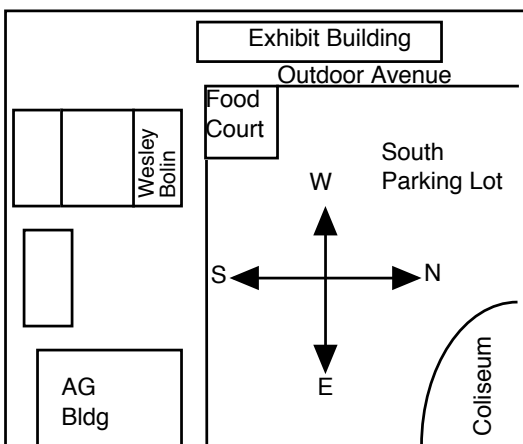 Exhibit Building
Outdoor Avenue
Food
Court
Wesley
Bolin
South
Parking Lot
W
S
N
E
AG
Bldg
Coliseum